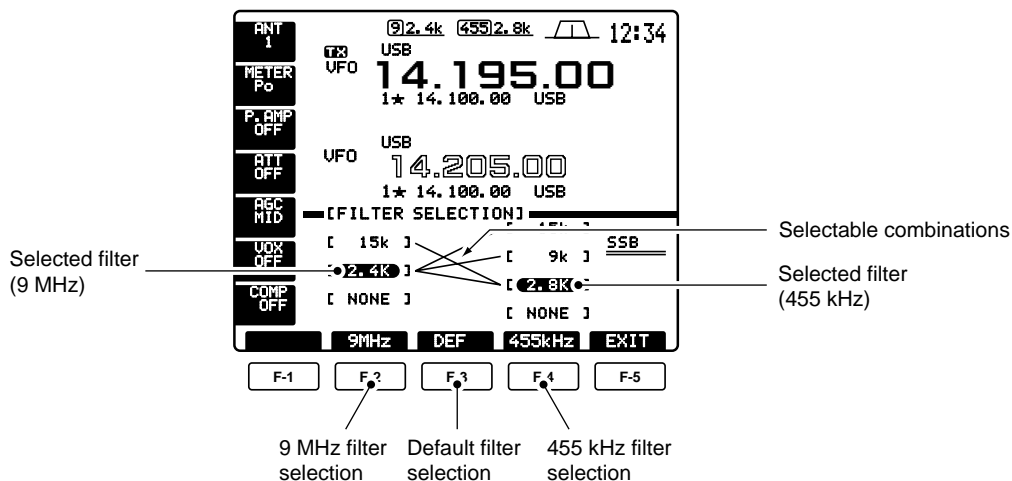 ANT
1
METER
Po
P.AMP
OFF
ATT
OFF
AGC
MID
VOX
OFF
COMP
OFF
9 2.4k 455 2.8k 12:34
TX USB
VFO 14.195.00
1★ 14.100.00 USB
USB
VFO 14.205.00
1★ 14.100.00 USB
[FILTER SELECTION]
[ 15k ]
[ 2.4K ]
[ NONE ]
[ 15k ]
[ 9k ]
[ 2.8K ]
[ NONE ]
SSB
9MHz DEF 455kHz EXIT
F-1 F-2 F-3 F-4 F-5
Selected filter
(9 MHz)
Selectable combinations
Selected filter
(455 kHz)
9 MHz filter
selection
Default filter
selection
455 kHz filter
selection